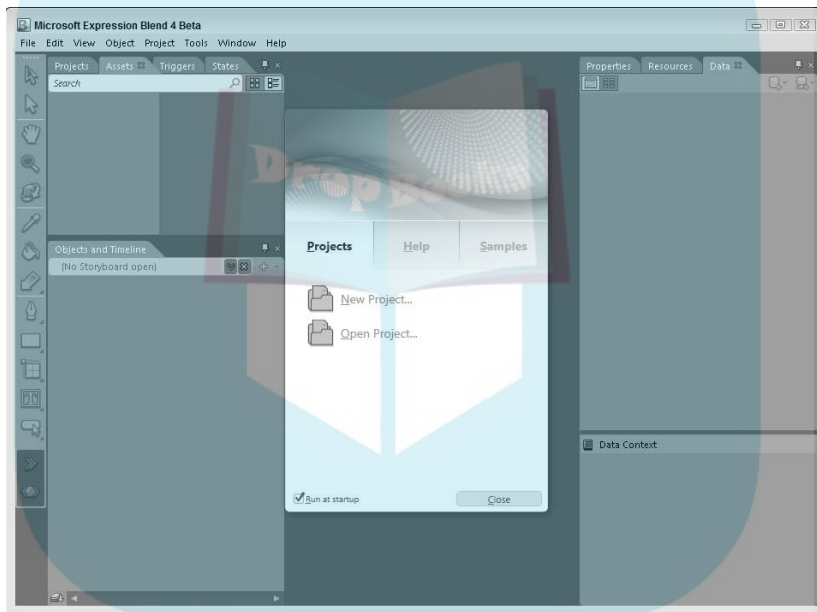 Microsoft Expression Blend 4 Beta
File Edit View Object Project Tools Window Help
Projects Assets Triggers States
Search
Properties Resources Data
Drop Books
Projects Help Samples
Objects and Timeline
(No Storyboard open)
New Project...
Open Project...
Data Context
Run at startup
Close